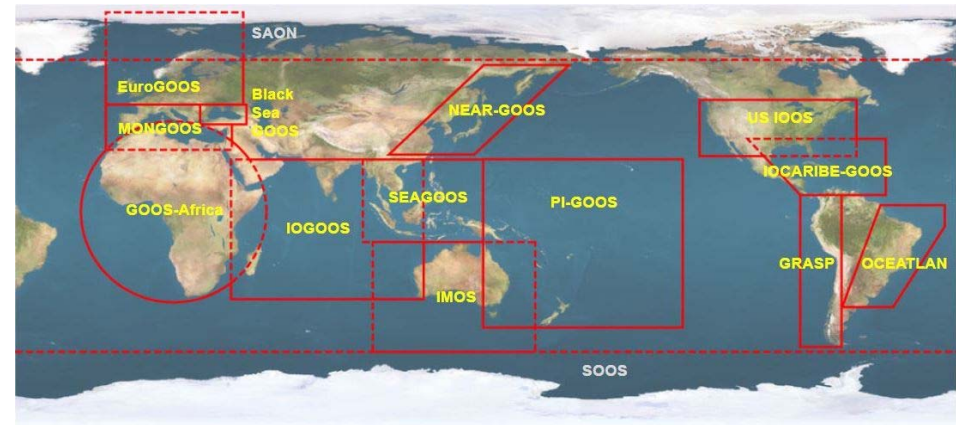 SAON
EuroGOOS
Black
Sea
GOOS
NEAR-GOOS
US IOOS
MONGOOS
IOCARIBE-GOOS
GOOS-Africa
SEAGOOS
PI-GOOS
IOGOOS
GRASP
OCEATLAN
IMOS
SOOS